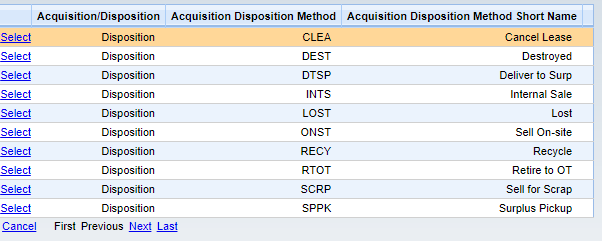 Acquisition/Disposition Acquisition Disposition Method Acquisition Disposition Method Short Name
Select Disposition CLEA Cancel Lease
Select Disposition DEST Destroyed
Select Disposition DTSP Deliver to Surp
Select Disposition INTS Internal Sale
Select Disposition LOST Lost
Select Disposition ONST Sell On-site
Select Disposition RECY Recycle
Select Disposition RTOT Retire to OT
Select Disposition SCRP Sell for Scrap
Select Disposition SPPK Surplus Pickup
Cancel First Previous Next Last